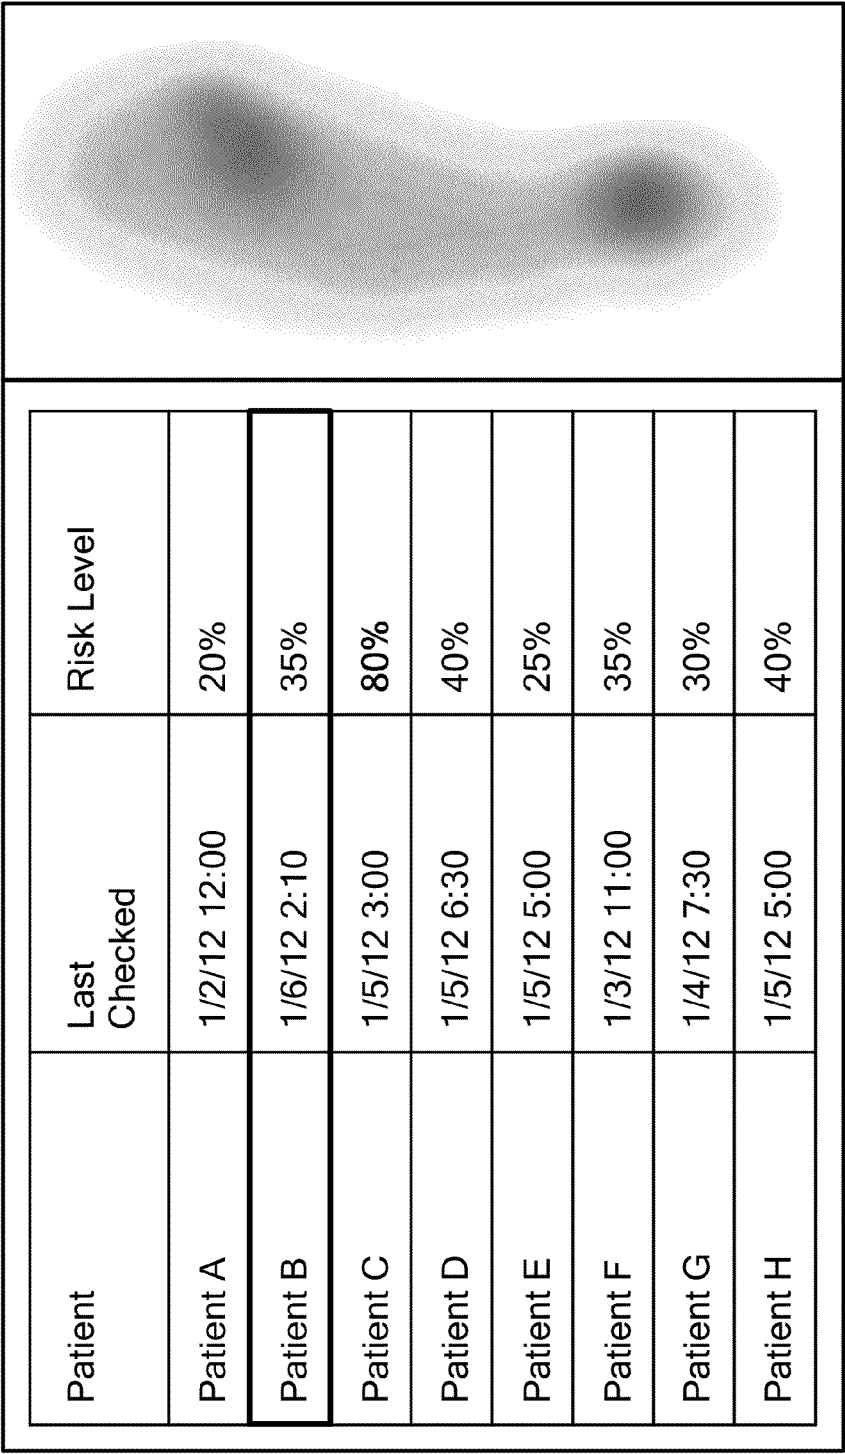 Patient Last Checked Risk Level
Patient A 1/2/12 12:00 20%
Patient B 1/6/12 2:10 35%
Patient C 1/5/12 3:00 80%
Patient D 1/5/12 6:30 40%
Patient E 1/5/12 5:00 25%
Patient F 1/3/12 11:00 35%
Patient G 1/4/12 7:30 30%
Patient H 1/5/12 5:00 40%